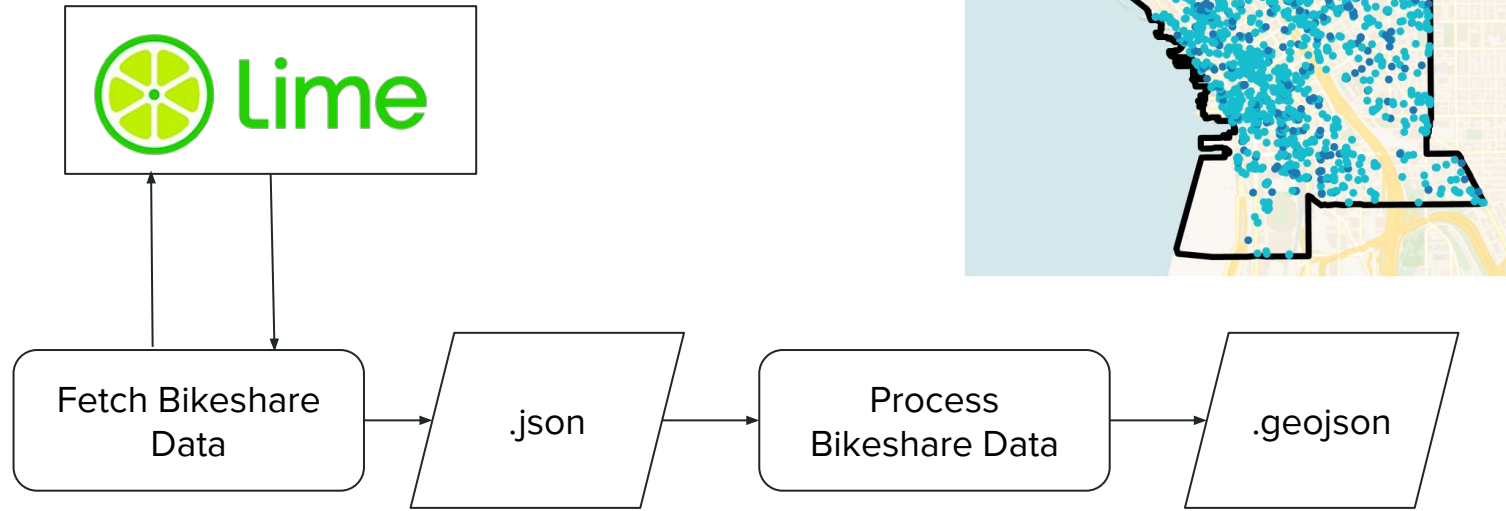 Lime
Fetch Bikeshare
Data
.json
Process
Bikeshare Data
.geojson